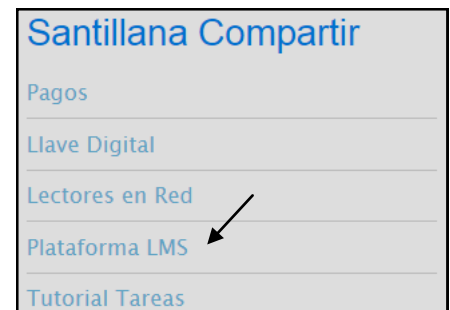 Santillana Compartir
Pagos
Llave Digital
Lectores en Red
Plataforma LMS
Tutorial Tareas